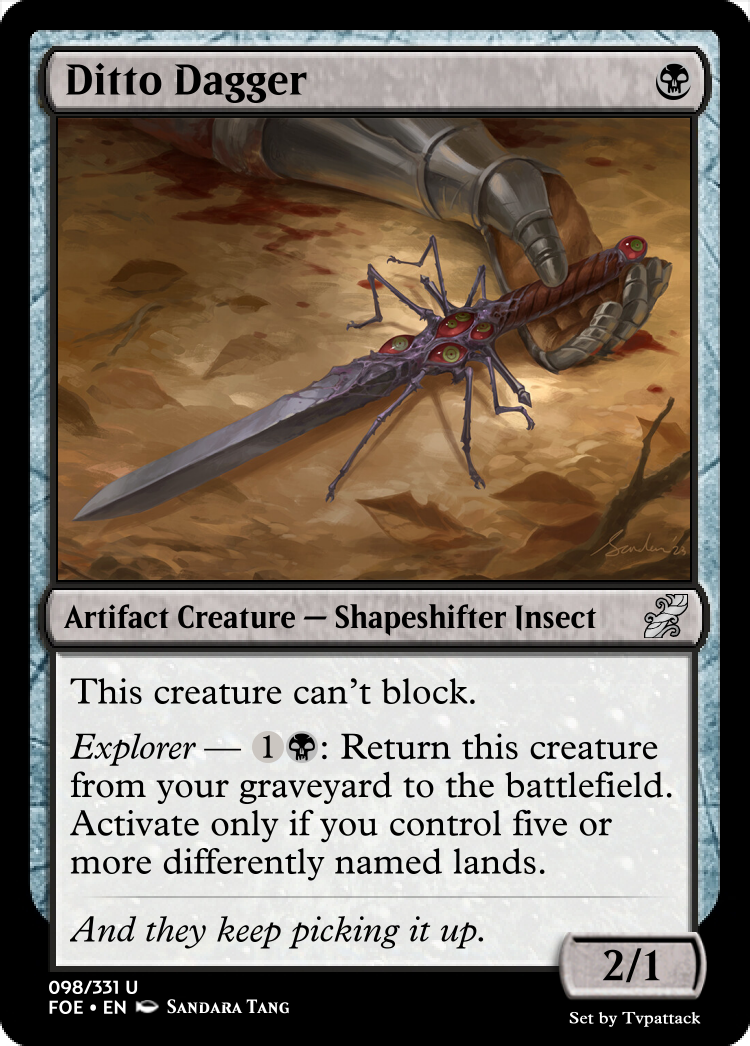 Ditto Dagger
Artifact Creature — Shapeshifter Insect
This creature can't block.
Explorer — 1: Return this creature
from your graveyard to the battlefield.
Activate only if you control five or
more differently named lands.
And they keep picking it up.
2/1
098/331 U
FOE • EN SANDARA TANG
Set by Tvpattack